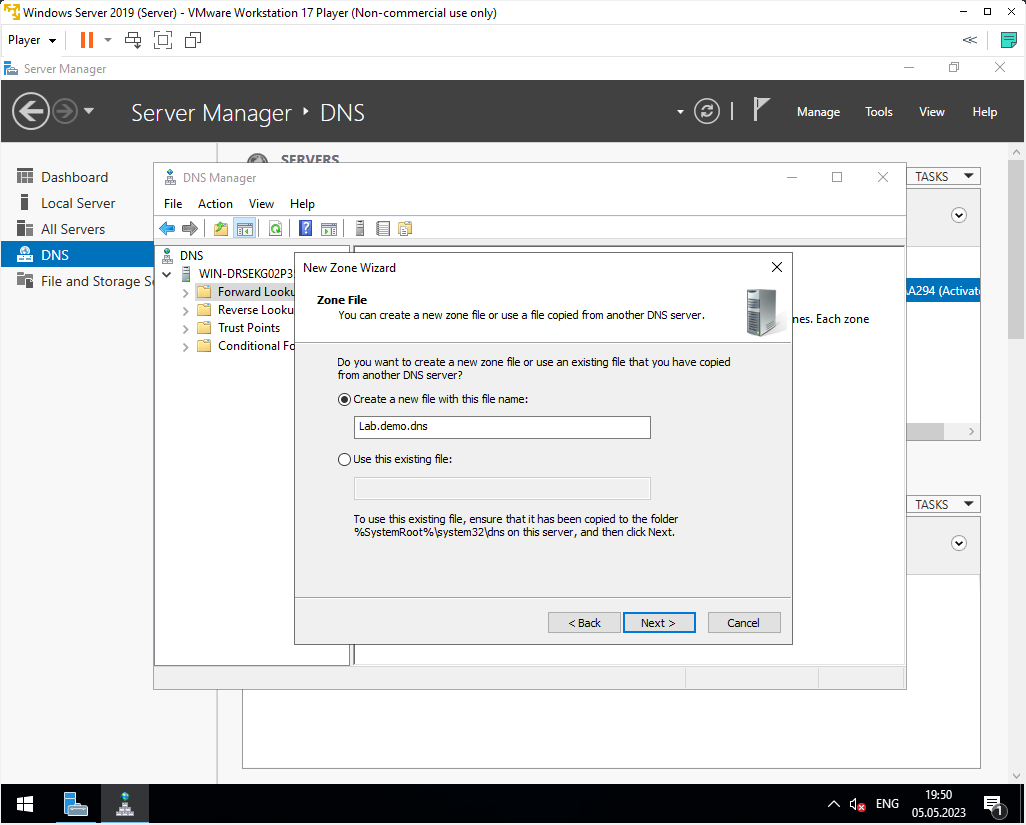 Windows Server 2019 (Server) - VMware Workstation 17 Player (Non-commercial use only)
Player
Server Manager
Server Manager DNS
Manage Tools View Help
Dashboard
Local Server
All Servers
DNS
File and Storage
SERVERS
TASKS
DNS Manager
File Action View Help
DNS
WIN-DRSEKG02P3
Forward Looku
Reverse Looku
Trust Points
Conditional Fo
A294 (Activat
nes. Each zone
TASKS
New Zone Wizard
Zone File
You can create a new zone file or use a file copied from another DNS server.
Do you want to create a new zone file or use an existing file that you have copied
from another DNS server?
Create a new file with this file name:
Lab.demo.dns
Use this existing file:
To use this existing file, ensure that it has been copied to the folder
%SystemRoot%\system32\dns on this server, and then click Next.
< Back Next > Cancel
ENG
19:50
05.05.2023
1